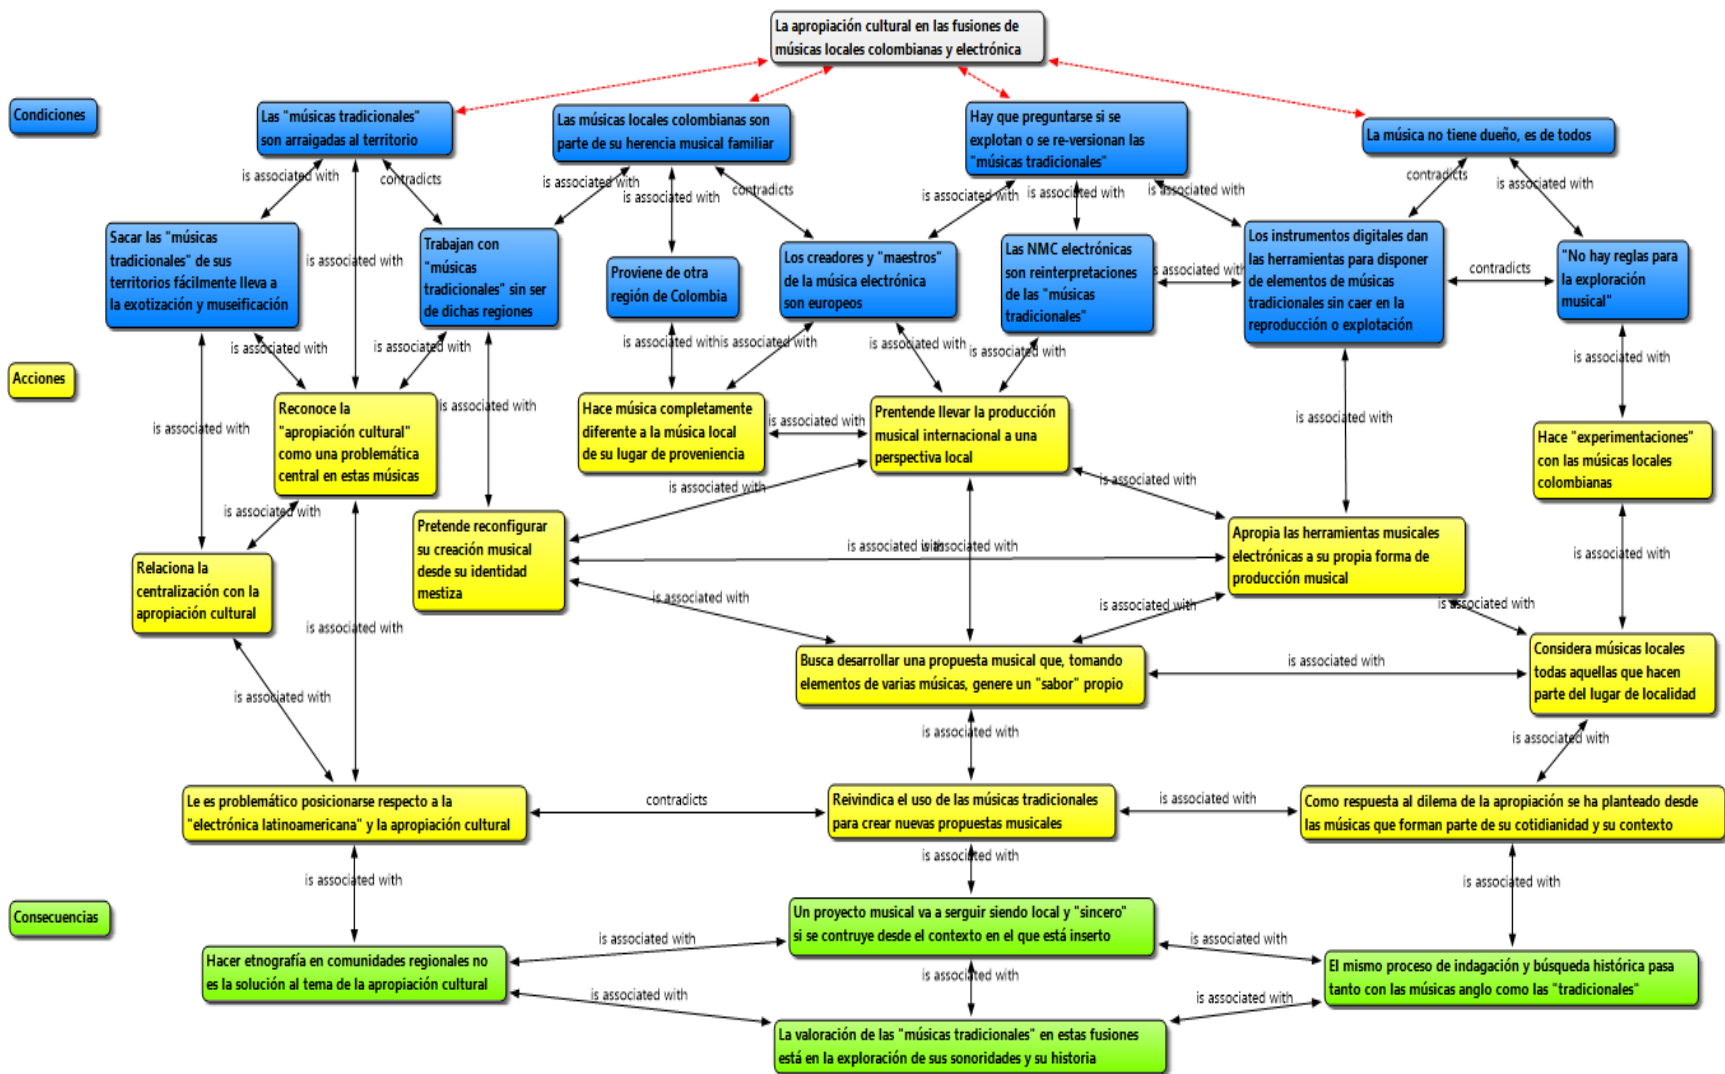 La apropiación cultural en las fusiones de
músicas locales colombianas y electrónica
Condiciones
Las "músicas tradicionales"
son arraigadas al territorio
Las músicas locales colombianas son
parte de su herencia musical familiar
Hay que preguntarse si se
explotan o se re-versionan las
"músicas tradicionales"
La música no tiene dueño, es de todos
is associated with
contradicts
is associated with
is associated with
contradicts
is associated with
is associated with
is associated with
contradicts
is associated with
is associated with
Sacar las "músicas
tradicionales" de sus
territorios fácilmente lleva a
la exotización y museificación
Trabajan con
"músicas
tradicionales" sin ser
de dichas regiones
Proviene de otra
región de Colombia
Los creadores y "maestros"
de la música electrónica
son europeos
Las NMC electrónicas
son reinterpretaciones
de las "músicas
tradicionales"
is associated with
Los instrumentos digitales dan
las herramientas para disponer
de elementos de músicas
tradicionales sin caer en la
reproducción o explotación
contradicts
"No hay reglas para
la exploración
musical"
is associated with
is associated with
is associated with
is associated with
is associated with
is associated with
is associated with
Acciones
is associated with
is associated with
is associated with
is associated with
Reconoce la
"apropiación cultural"
como una problemática
central en estas músicas
Hace música completamente
diferente a la música local
de su lugar de proveniencia
is associated with
Prentende llevar la producción
musical internacional a una
perspectiva local
Hace "experimentaciones"
con las músicas locales
colombianas
is associated with
is associated with
is associated with
Pretende reconfigurar
su creación musical
desde su identidad
mestiza
is associated with
is associated with
Apropia las herramientas musicales
electrónicas a su propia forma de
producción musical
is associated with
Relaciona la
centralización con la
apropiación cultural
is associated with
is associated with
is associated with
is associated with
Busca desarrollar una propuesta musical que, tomando
elementos de varias músicas, genere un "sabor" propio
is associated with
Considera músicas locales
todas aquellas que hacen
parte del lugar de localidad
is associated with
is associated with
is associated with
Le es problemático posicionarse respecto a la
"electrónica latinoamericana" y la apropiación cultural
contradicts
Reivindica el uso de las músicas tradicionales
para crear nuevas propuestas musicales
is associated with
Como respuesta al dilema de la apropiación se ha planteado desde
las músicas que forman parte de su cotidianidad y su contexto
is associated with
is associated with
is associated with
Consecuencias
Un proyecto musical va a serguir siendo local y "sincero"
si se contruye desde el contexto en el que está inserto
is associated with
is associated with
Hacer etnografía en comunidades regionales no
es la solución al tema de la apropiación cultural
El mismo proceso de indagación y búsqueda histórica pasa
tanto con las músicas anglo como las "tradicionales"
is associated with
is associated with
is associated with
La valoración de las "músicas tradicionales" en estas fusiones
está en la exploración de sus sonoridades y su historia